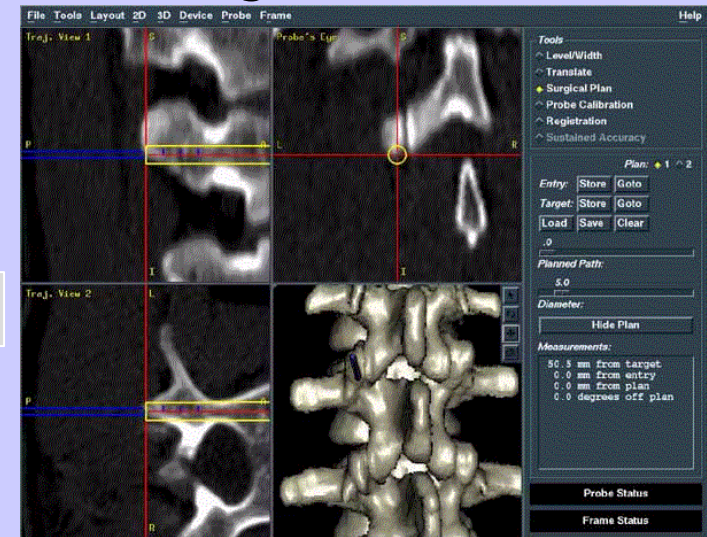 File Tools Layout 2D 3D Device Probe Frame Help
Traj. View 1
S
P
A
I
Probe's Eye
S
L
R
I
Traj. View 2
L
P
A
R
Tools
Level/Width
Translate
Surgical Plan
Probe Calibration
Registration
Sustained Accuracy
Plan: 1 2
Entry: Store Goto
Target: Store Goto
Load Save Clear
.0
Planned Path:
5.0
Diameter:
Hide Plan
Measurements:
50.5 mm from target
0.0 mm from entry
0.0 mm from plan
0.0 degrees off plan
Probe Status
Frame Status